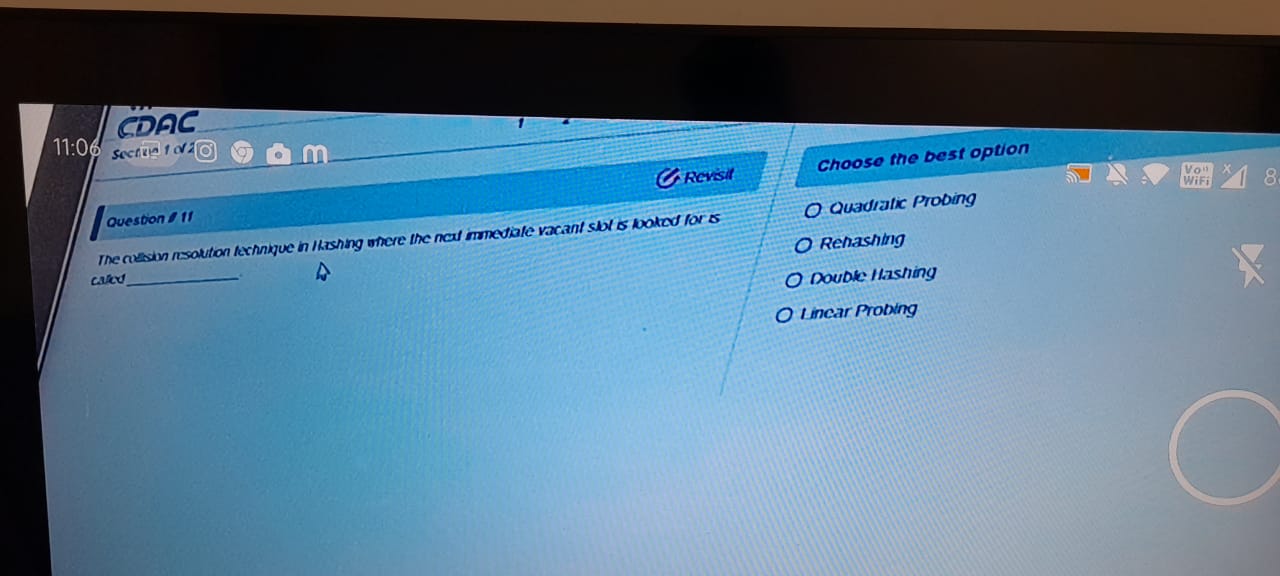 CDAC
11:06
Section 1 of 2
m
Question # 11
Revisit
The collision resolution technique in Hashing where the next immediate vacant slot is looked for is
called____________.
Choose the best option
Quadratic Probing
Rehashing
Double Hashing
Linear Probing
Vo))
WiFi
X
8